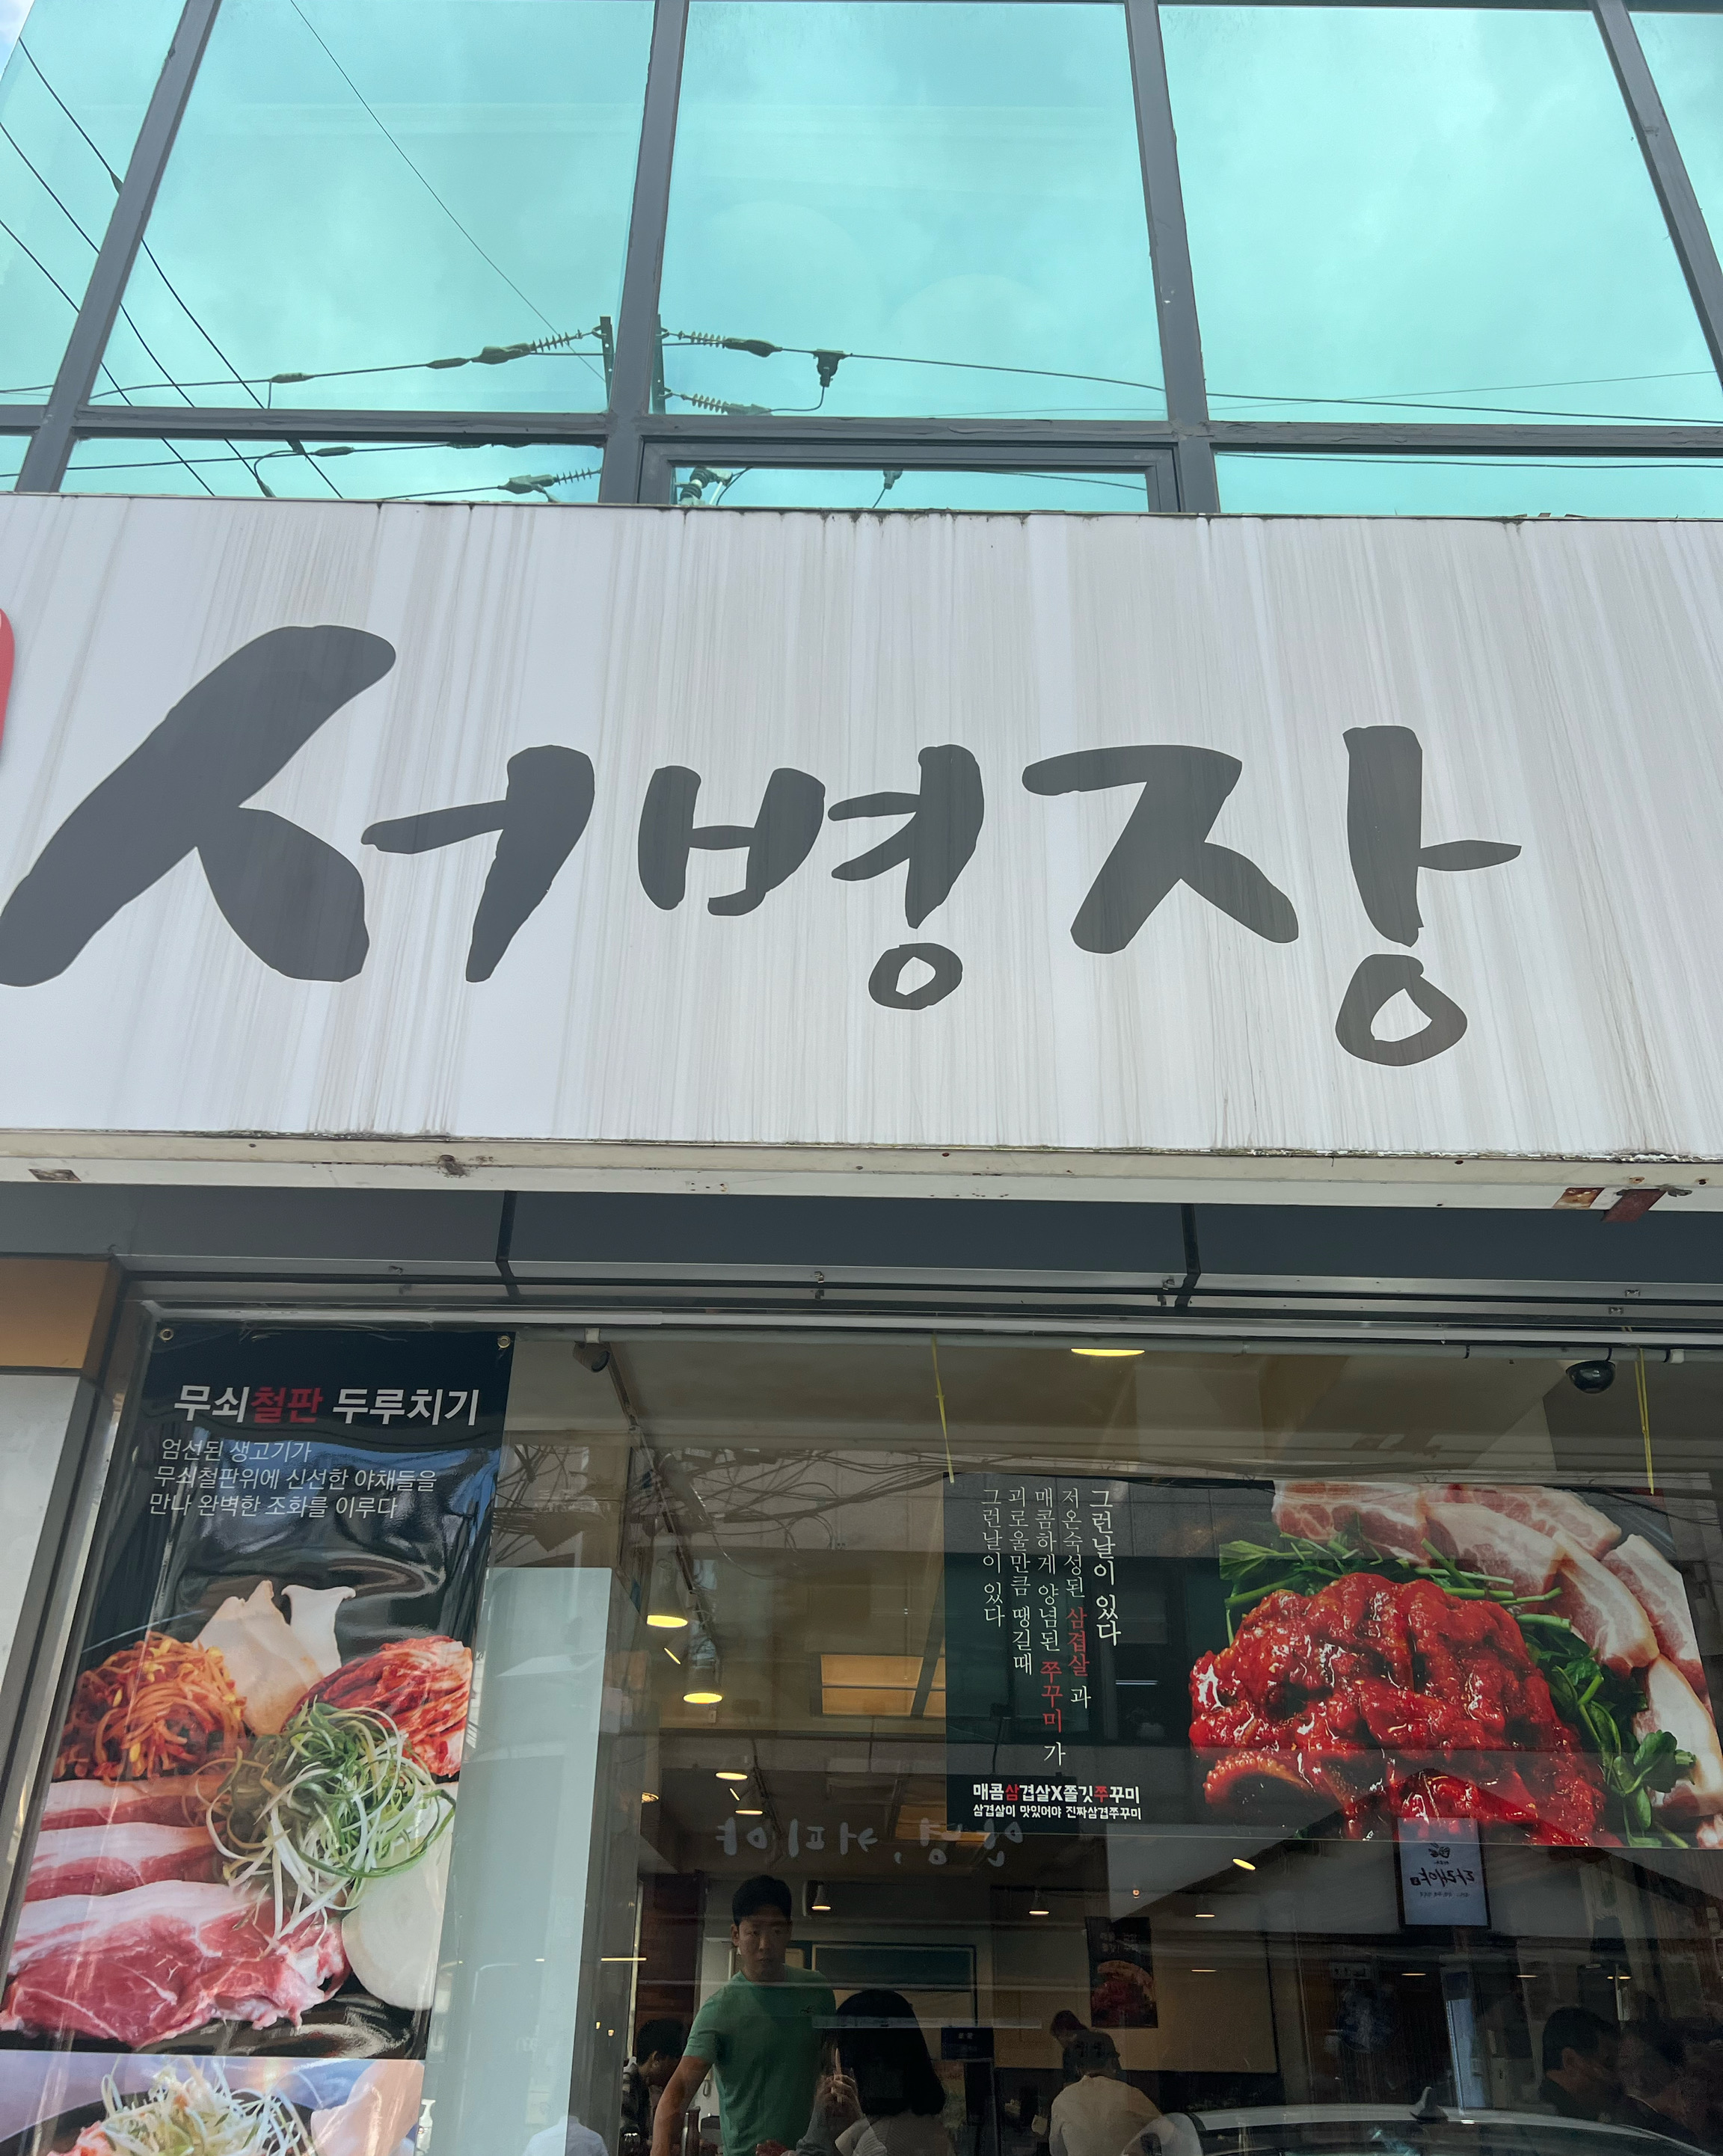 서병장
무쇠철판 두루치기
엄선된 생고기가
무쇠철판위에 신선한 야채들을
만나 완벽한 조화를 이루다
그런날이 있다
저온숙성된 삼겹살 과
매콤하게 양념된 쭈꾸미 가
괴로울만큼 땡길때
그런날이 있다
매콤삼겹살X쫄깃쭈꾸미
삼겹살이 맛있어야 진짜삼겹쭈꾸미